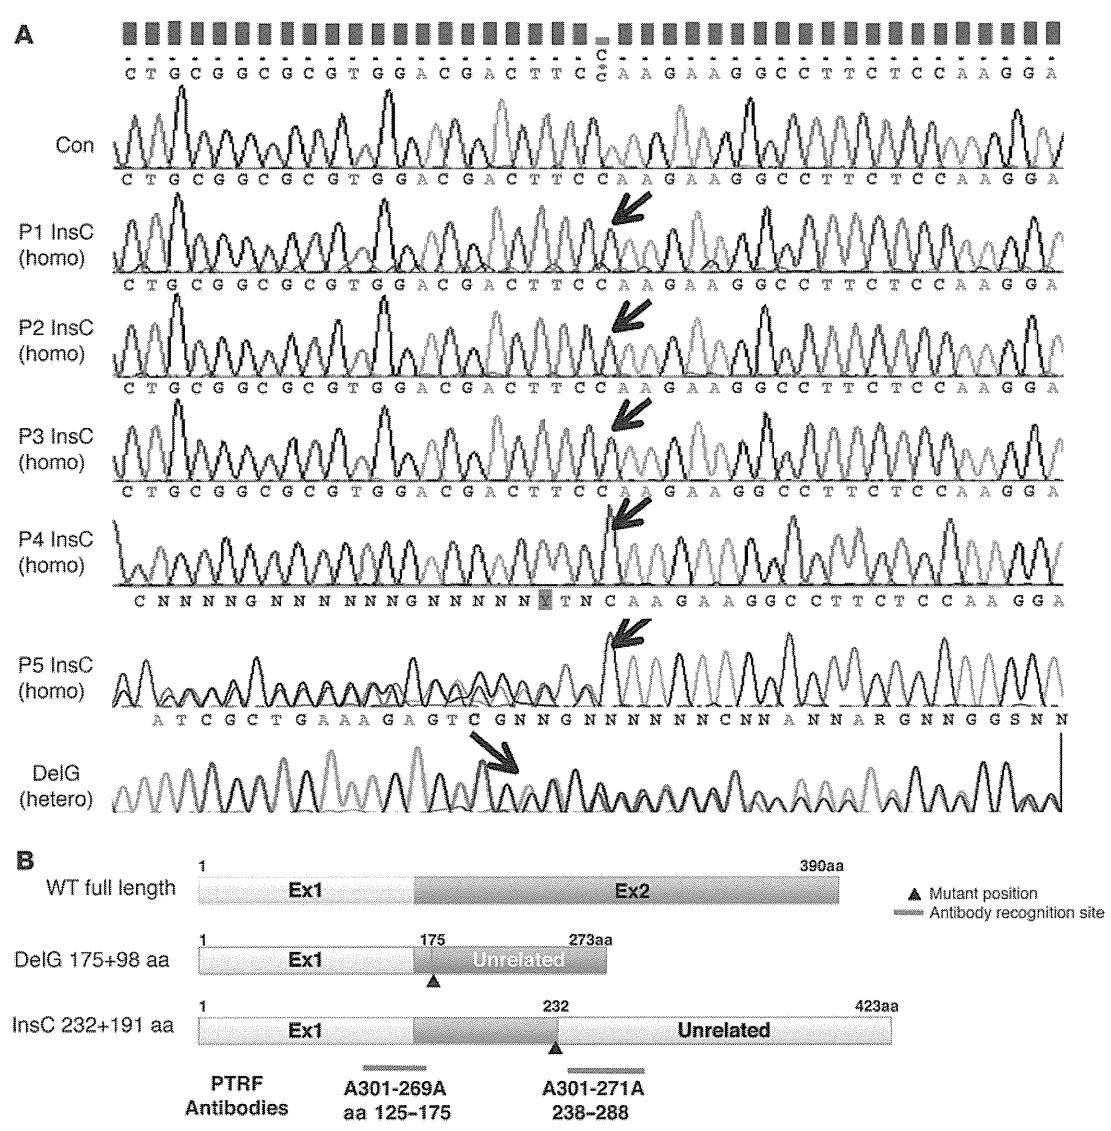 A
C
C T G C G G C G C G T G G A C G A C T T C C A A G A A G G C C T T C T C C A A G G A
Con
C T G C G G C G C G T G G A C G A C T T C C A A G A A G G C C T T C T C C A A G G A
P1 InsC
(homo)
C T G C G G C G C G T G G A C G A C T T C C A A G A A G G C C T T C T C C A A G G A
P2 InsC
(homo)
C T G C G G C G C G T G G A C G A C T T C C A A G A A G G C C T T C T C C A A G G A
P3 InsC
(homo)
C T G C G G C G C G T G G A C G A C T T C C A A G A A G G C C T T C T C C A A G G A
P4 InsC
(homo)
C N N N N G N N N N N N G N N N N N Y T N C A A G A A G G C C T T C T C C A A G G A
P5 InsC
(homo)
A T C G C T G A A A G A G T C G N N G N N N N N N C N N A N N A R G N N G G S N N
DelG
(hetero)
B
1 390aa
WT full length Ex1 Ex2
Mutant position
Antibody recognition site
1 175 273aa
DelG 175+98 aa Ex1 Unrelated
1 232 423aa
InsC 232+191 aa Ex1 Unrelated
PTRF A301-269A A301-271A
Antibodies aa 125–175 238–288